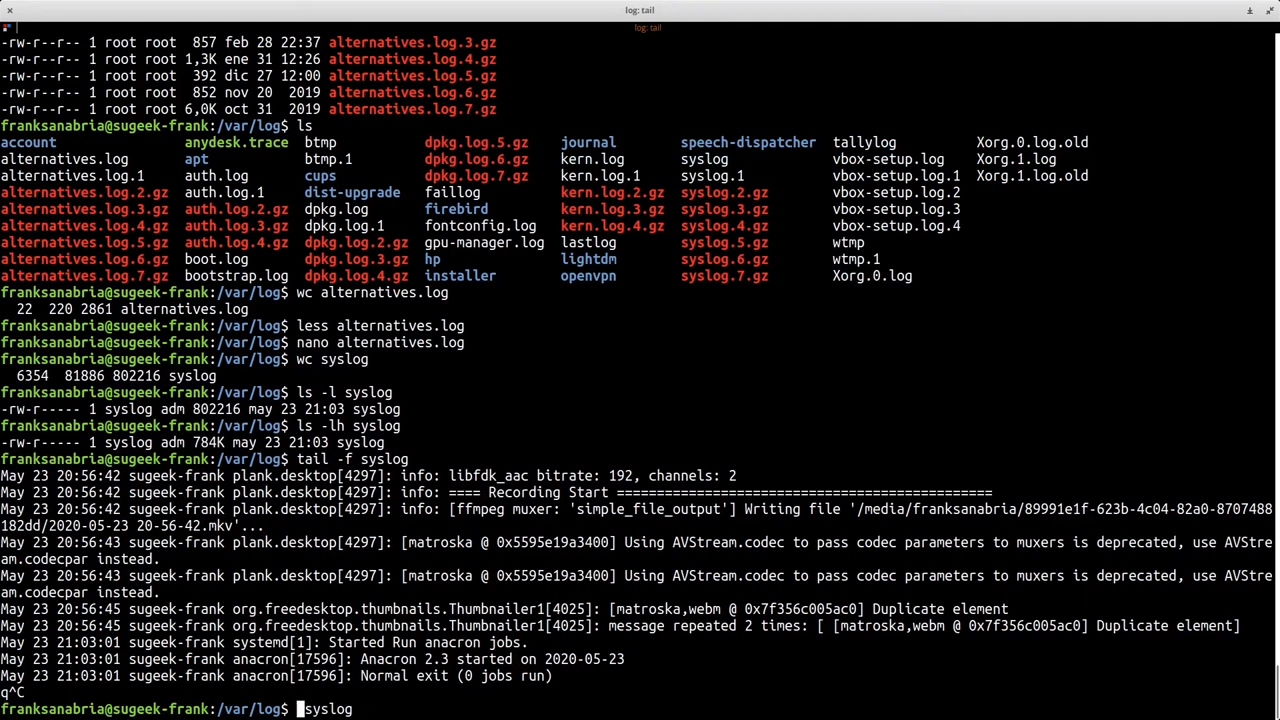 log: tail
log: tail
-rw-r--r-- 1 root root  857 feb 28 22:37 alternatives.log.3.gz
-rw-r--r-- 1 root root 1,3K ene 31 12:26 alternatives.log.4.gz
-rw-r--r-- 1 root root  392 dic 27 12:00 alternatives.log.5.gz
-rw-r--r-- 1 root root  852 nov 20  2019 alternatives.log.6.gz
-rw-r--r-- 1 root root 6,0K oct 31  2019 alternatives.log.7.gz
franksanabria@sugeek-frank:/var/log$ ls
account anydesk.trace btmp dpkg.log.5.gz journal speech-dispatcher tallylog Xorg.0.log.old
alternatives.log apt btmp.1 dpkg.log.6.gz kern.log syslog vbox-setup.log Xorg.1.log
alternatives.log.1 auth.log cups dpkg.log.7.gz kern.log.1 syslog.1 vbox-setup.log.1 Xorg.1.log.old
alternatives.log.2.gz auth.log.1 dist-upgrade faillog kern.log.2.gz syslog.2.gz vbox-setup.log.2
alternatives.log.3.gz auth.log.2.gz dpkg.log firebird kern.log.3.gz syslog.3.gz vbox-setup.log.3
alternatives.log.4.gz auth.log.3.gz dpkg.log.1 fontconfig.log kern.log.4.gz syslog.4.gz vbox-setup.log.4
alternatives.log.5.gz auth.log.4.gz dpkg.log.2.gz gpu-manager.log lastlog syslog.5.gz wtmp
alternatives.log.6.gz boot.log dpkg.log.3.gz hp lightdm syslog.6.gz wtmp.1
alternatives.log.7.gz bootstrap.log dpkg.log.4.gz installer openvpn syslog.7.gz Xorg.0.log
franksanabria@sugeek-frank:/var/log$ wc alternatives.log
  22  220 2861 alternatives.log
franksanabria@sugeek-frank:/var/log$ less alternatives.log
franksanabria@sugeek-frank:/var/log$ nano alternatives.log
franksanabria@sugeek-frank:/var/log$ wc syslog
  6354  81886 802216 syslog
franksanabria@sugeek-frank:/var/log$ ls -l syslog
-rw-r----- 1 syslog adm 802216 may 23 21:03 syslog
franksanabria@sugeek-frank:/var/log$ ls -lh syslog
-rw-r----- 1 syslog adm 784K may 23 21:03 syslog
franksanabria@sugeek-frank:/var/log$ tail -f syslog
May 23 20:56:42 sugeek-frank plank.desktop[4297]: info: libfdk_aac bitrate: 192, channels: 2
May 23 20:56:42 sugeek-frank plank.desktop[4297]: info: ==== Recording Start ===============================================
May 23 20:56:42 sugeek-frank plank.desktop[4297]: info: [ffmpeg muxer: 'simple_file_output'] Writing file '/media/franksanabria/89991e1f-623b-4c04-82a0-8707488
182dd/2020-05-23 20-56-42.mkv'...
May 23 20:56:43 sugeek-frank plank.desktop[4297]: [matroska @ 0x5595e19a3400] Using AVStream.codec to pass codec parameters to muxers is deprecated, use AVStre
am.codecpar instead.
May 23 20:56:43 sugeek-frank plank.desktop[4297]: [matroska @ 0x5595e19a3400] Using AVStream.codec to pass codec parameters to muxers is deprecated, use AVStre
am.codecpar instead.
May 23 20:56:45 sugeek-frank org.freedesktop.thumbnails.Thumbnailer1[4025]: [matroska,webm @ 0x7f356c005ac0] Duplicate element
May 23 20:56:45 sugeek-frank org.freedesktop.thumbnails.Thumbnailer1[4025]: message repeated 2 times: [ [matroska,webm @ 0x7f356c005ac0] Duplicate element]
May 23 21:03:01 sugeek-frank systemd[1]: Started Run anacron jobs.
May 23 21:03:01 sugeek-frank anacron[17596]: Anacron 2.3 started on 2020-05-23
May 23 21:03:01 sugeek-frank anacron[17596]: Normal exit (0 jobs run)
q^C
franksanabria@sugeek-frank:/var/log$ syslog